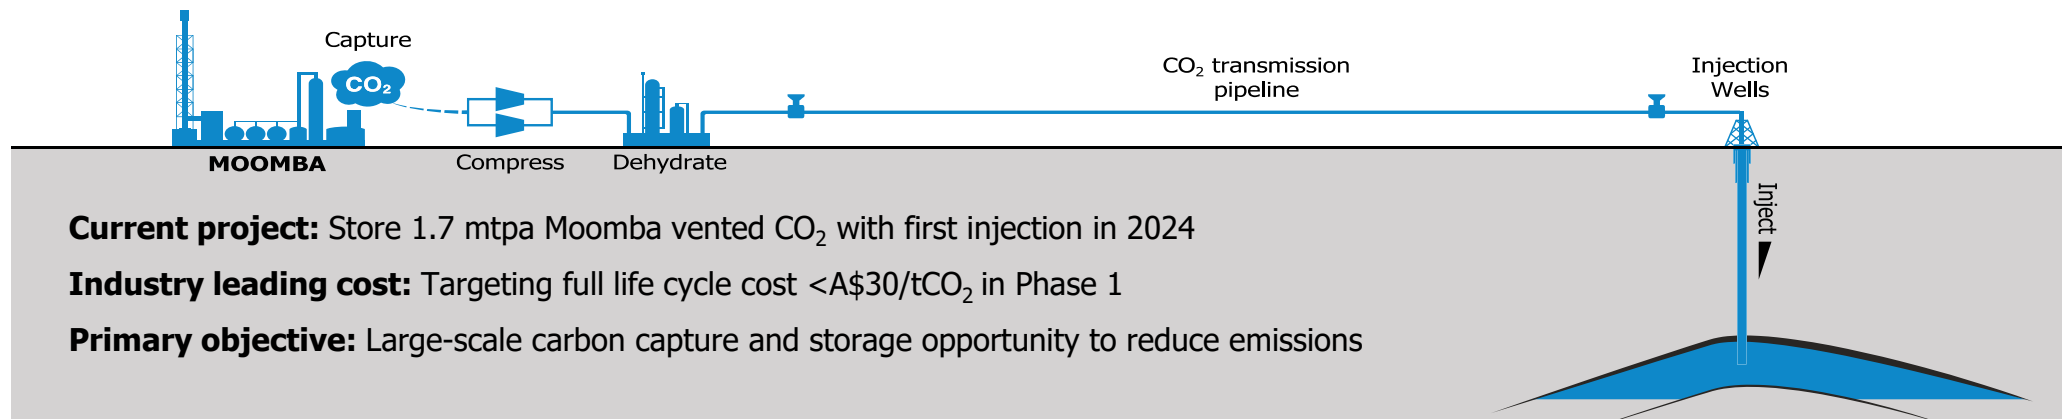 Capture
CO₂
CO₂ transmission
pipeline
Injection
Wells
MOOMBA
Compress
Dehydrate
Inject
Current project: Store 1.7 mtpa Moomba vented CO₂ with first injection in 2024
Industry leading cost: Targeting full life cycle cost <A$30/tCO₂ in Phase 1
Primary objective: Large-scale carbon capture and storage opportunity to reduce emissions